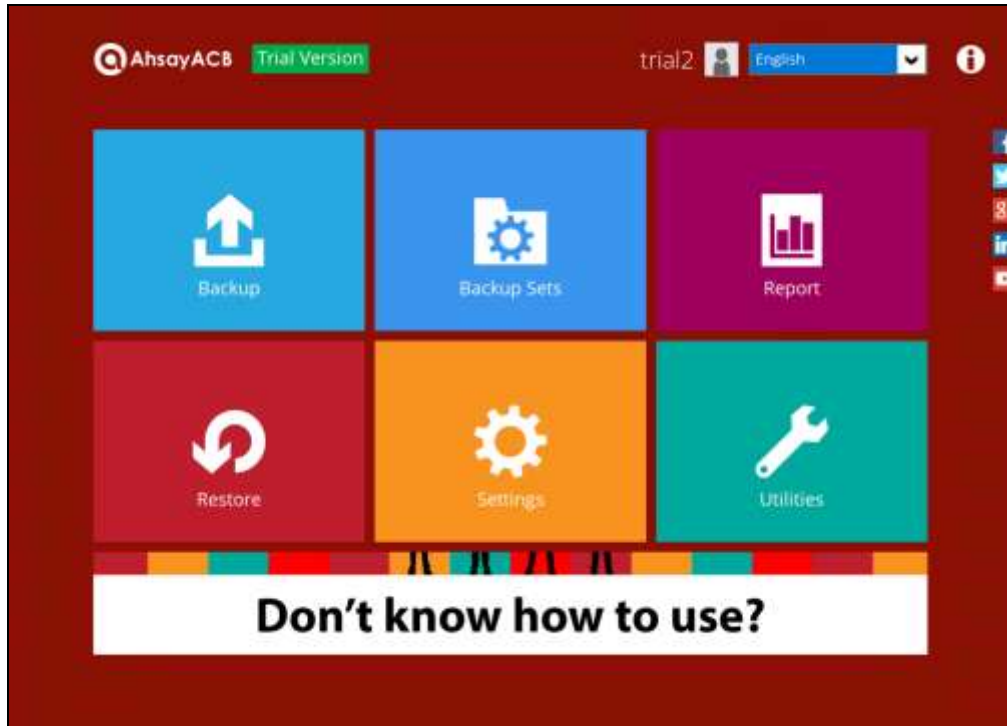 AhsayACB Trial Version trial2 English
Backup Backup Sets Report
Restore Settings Utilities
Don't know how to use?